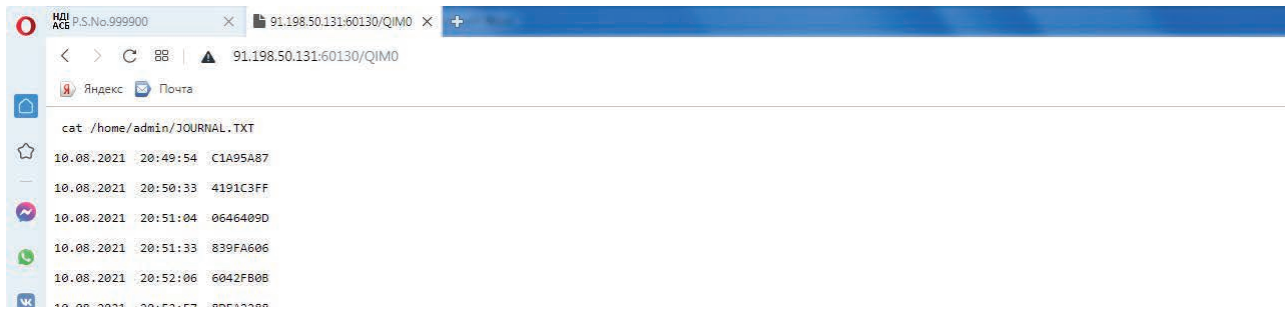 НДІ АСБ P.S.No.999900
91.198.50.131:60130/QIM0
91.198.50.131:60130/QIM0
Яндекс Почта
cat /home/admin/JOURNAL.TXT
10.08.2021 20:49:54 C1A95A87
10.08.2021 20:50:33 4191C3FF
10.08.2021 20:51:04 0646409D
10.08.2021 20:51:33 839FA606
10.08.2021 20:52:06 6042FB0B